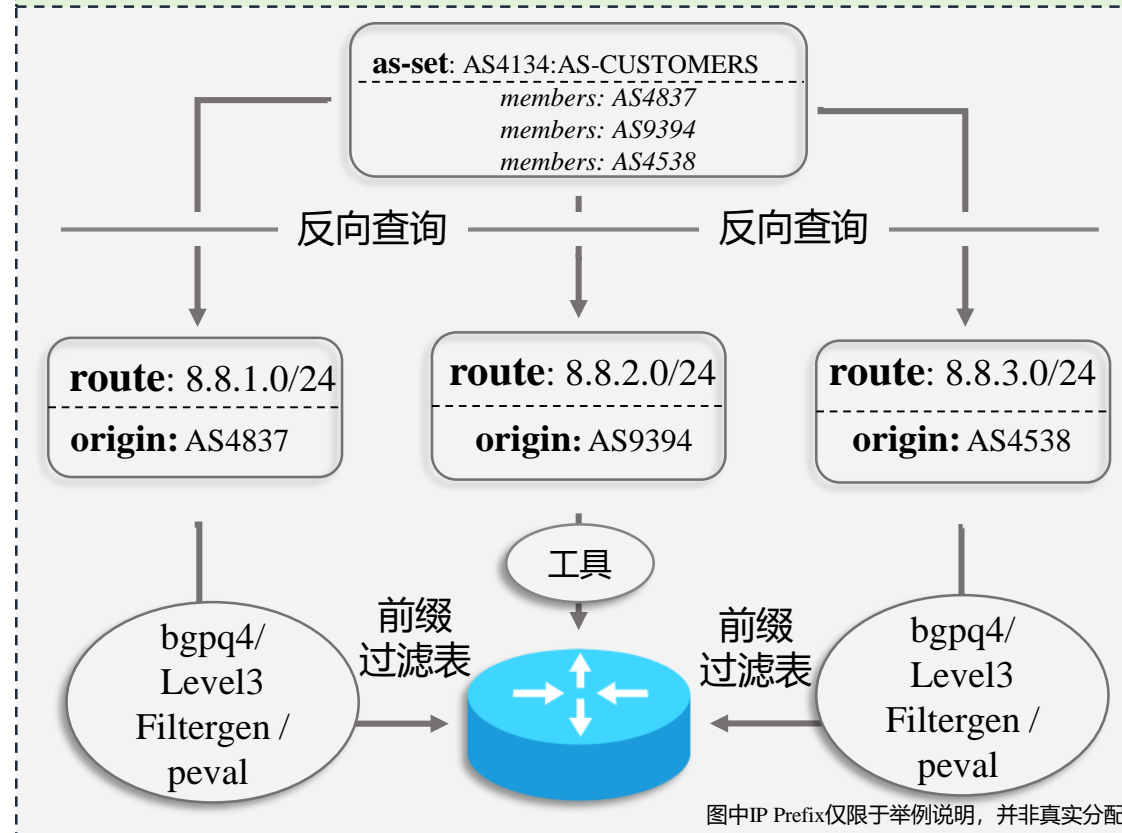 as-set: AS4134:AS-CUSTOMERS
members: AS4837
members: AS9394
members: AS4538
反向查询
反向查询
route: 8.8.1.0/24
origin: AS4837
route: 8.8.2.0/24
origin: AS9394
route: 8.8.3.0/24
origin: AS4538
工具
bgpq4/
Level3
Filtergen /
peval
前缀
过滤表
前缀
过滤表
bgpq4/
Level3
Filtergen /
peval
图中IP Prefix仅限于举例说明，并非真实分配